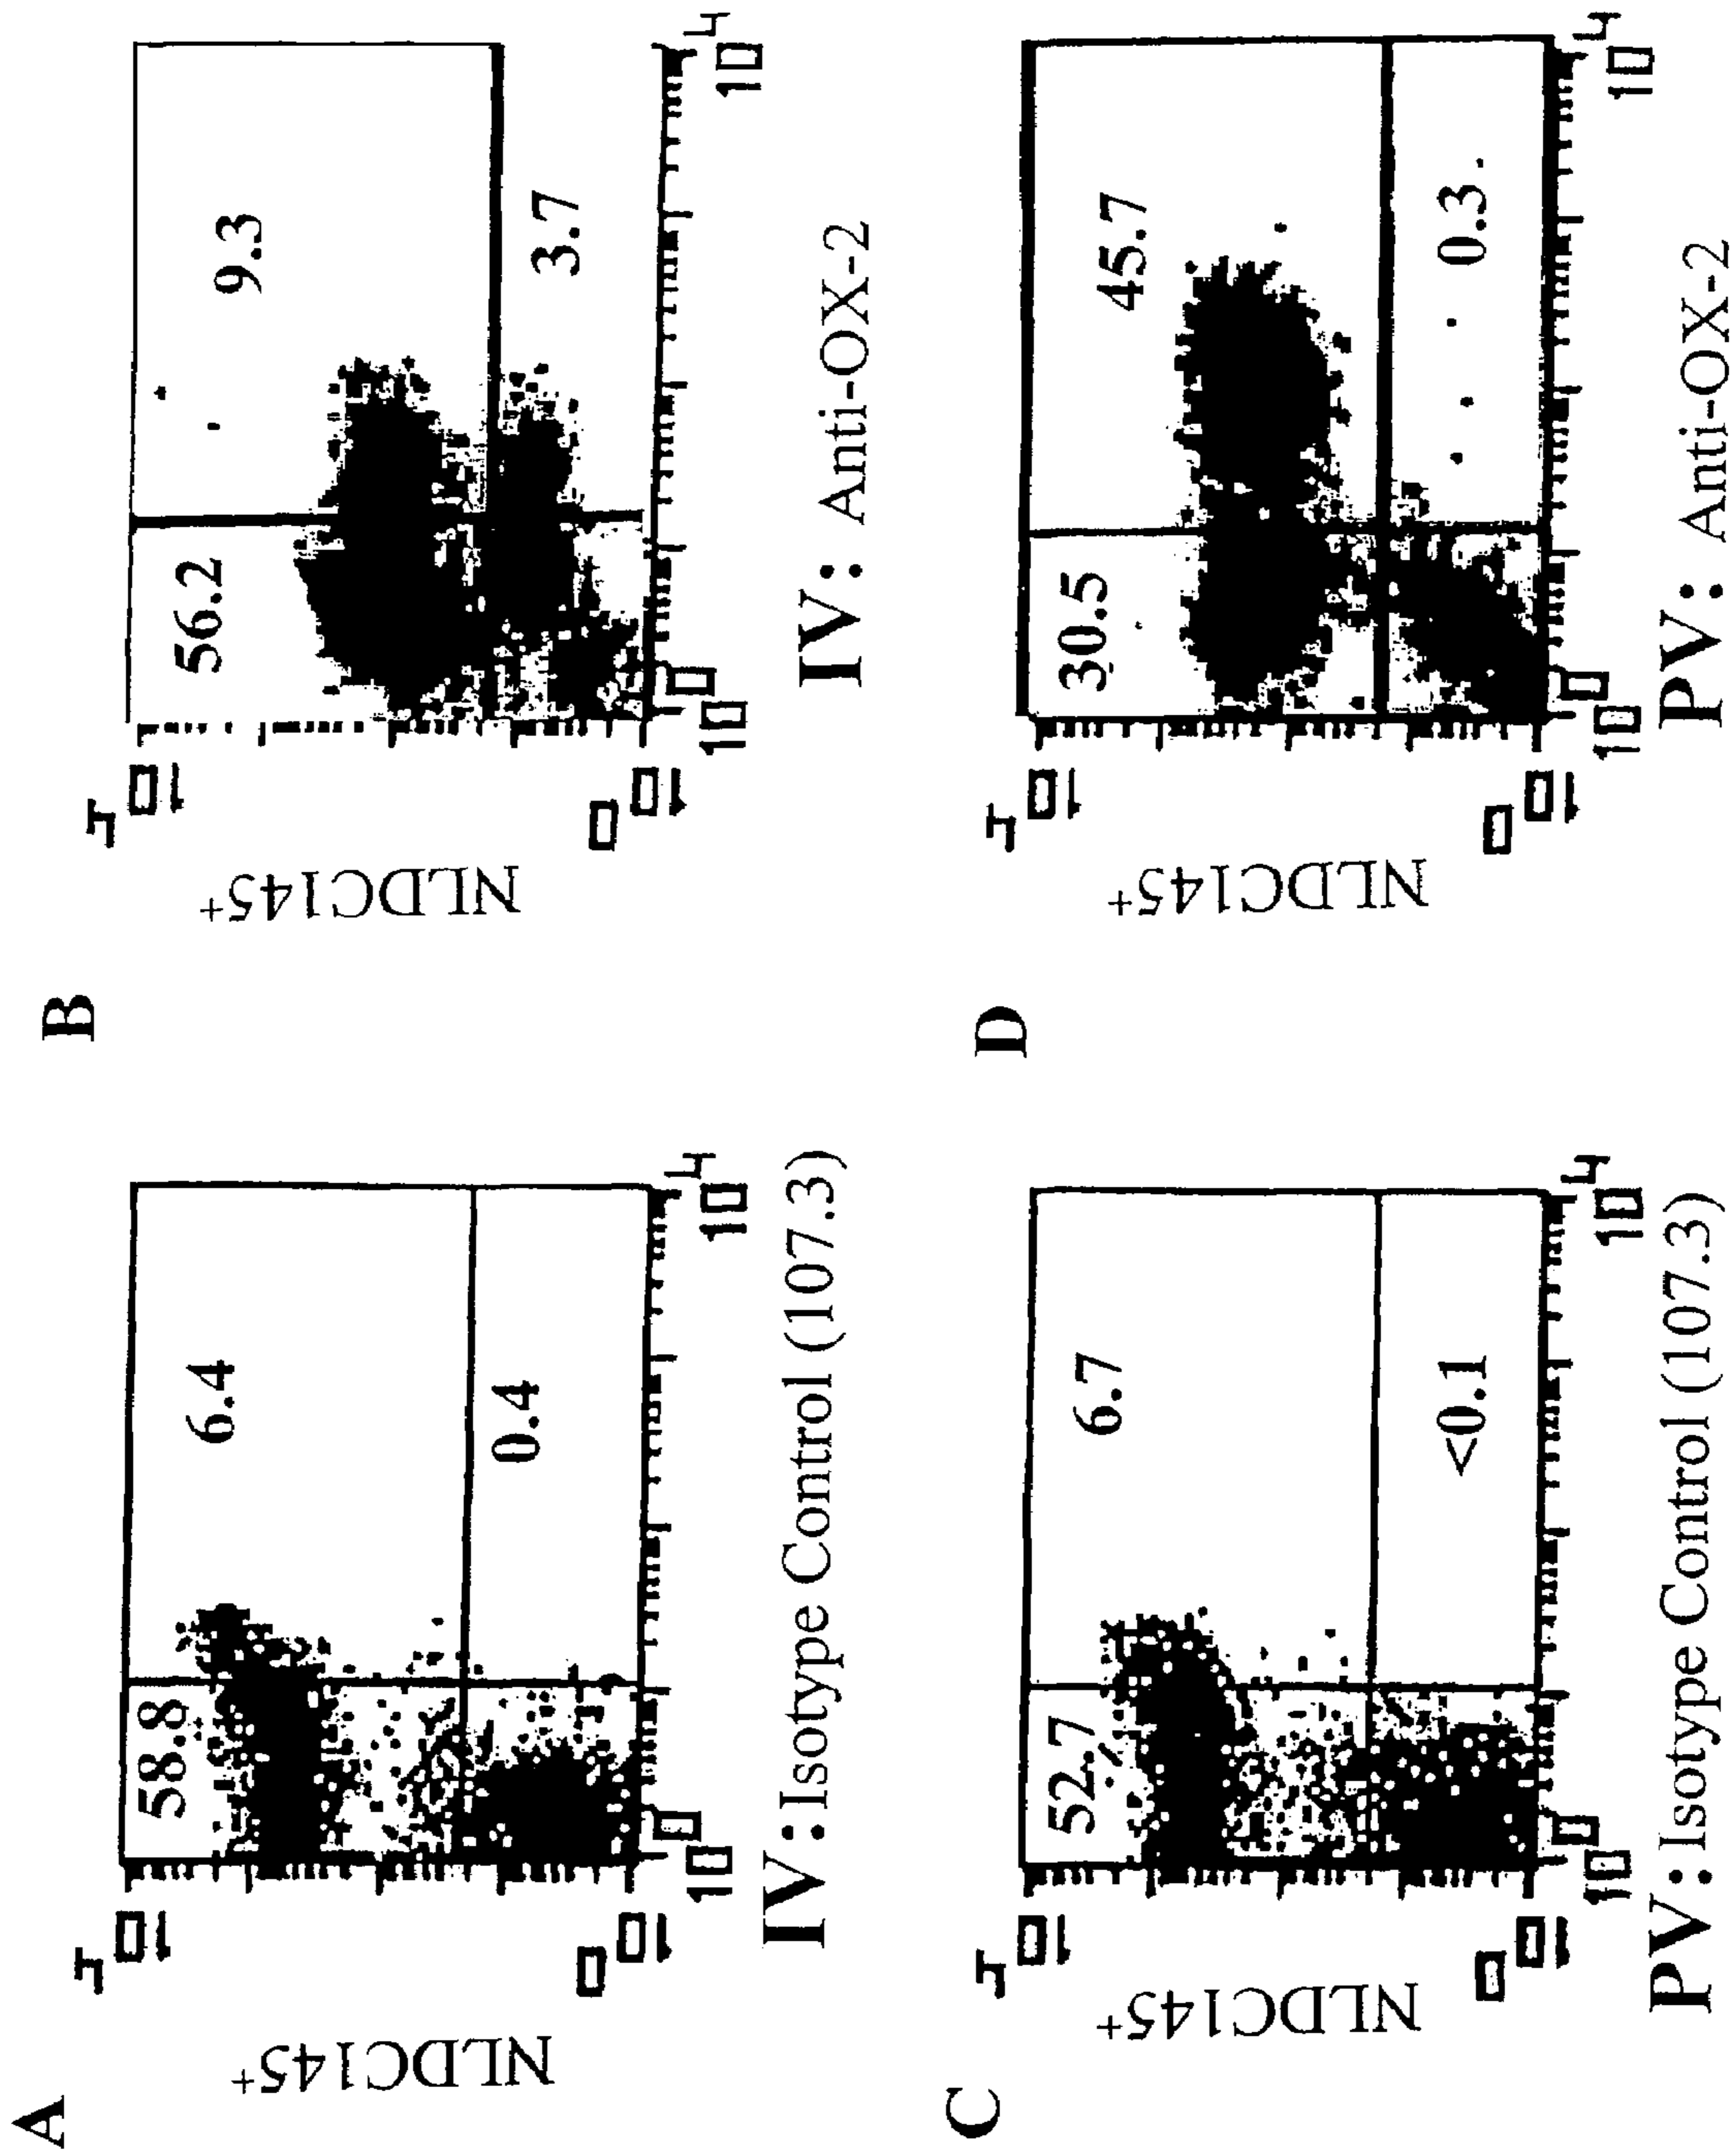 A
NLDC145+
10^4
58.8
6.4
0.4
10^0
10^0
10^4
IV: Isotype Control (107.3)
B
NLDC145+
10^4
56.2
9.3
3.7
10^0
10^0
10^4
IV: Anti-OX-2
C
NLDC145+
10^4
52.7
6.7
<0.1
10^0
10^0
10^4
PV: Isotype Control (107.3)
D
NLDC145+
10^4
30.5
45.7
0.3
10^0
10^0
10^4
PV: Anti-OX-2